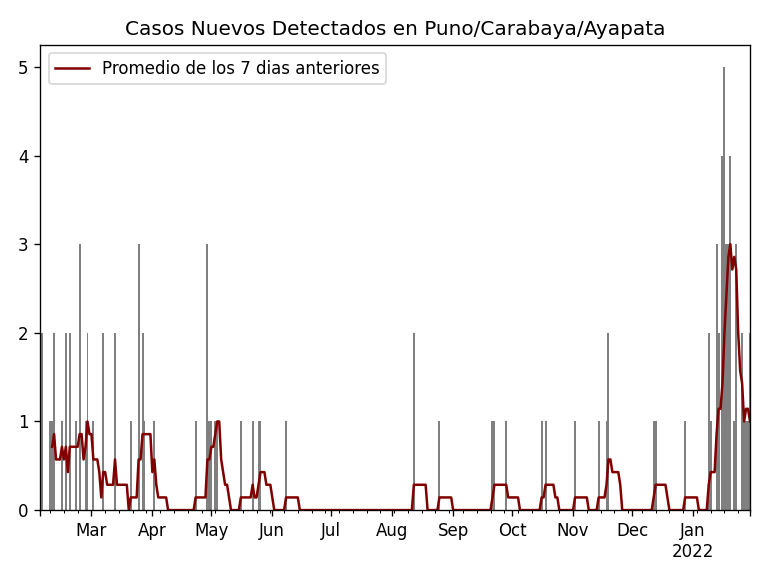 Casos Nuevos Detectados en Puno/Carabaya/Ayapata
Promedio de los 7 dias anteriores
5
4
3
2
1
0
Mar Apr May Jun Jul Aug Sep Oct Nov Dec Jan
2022